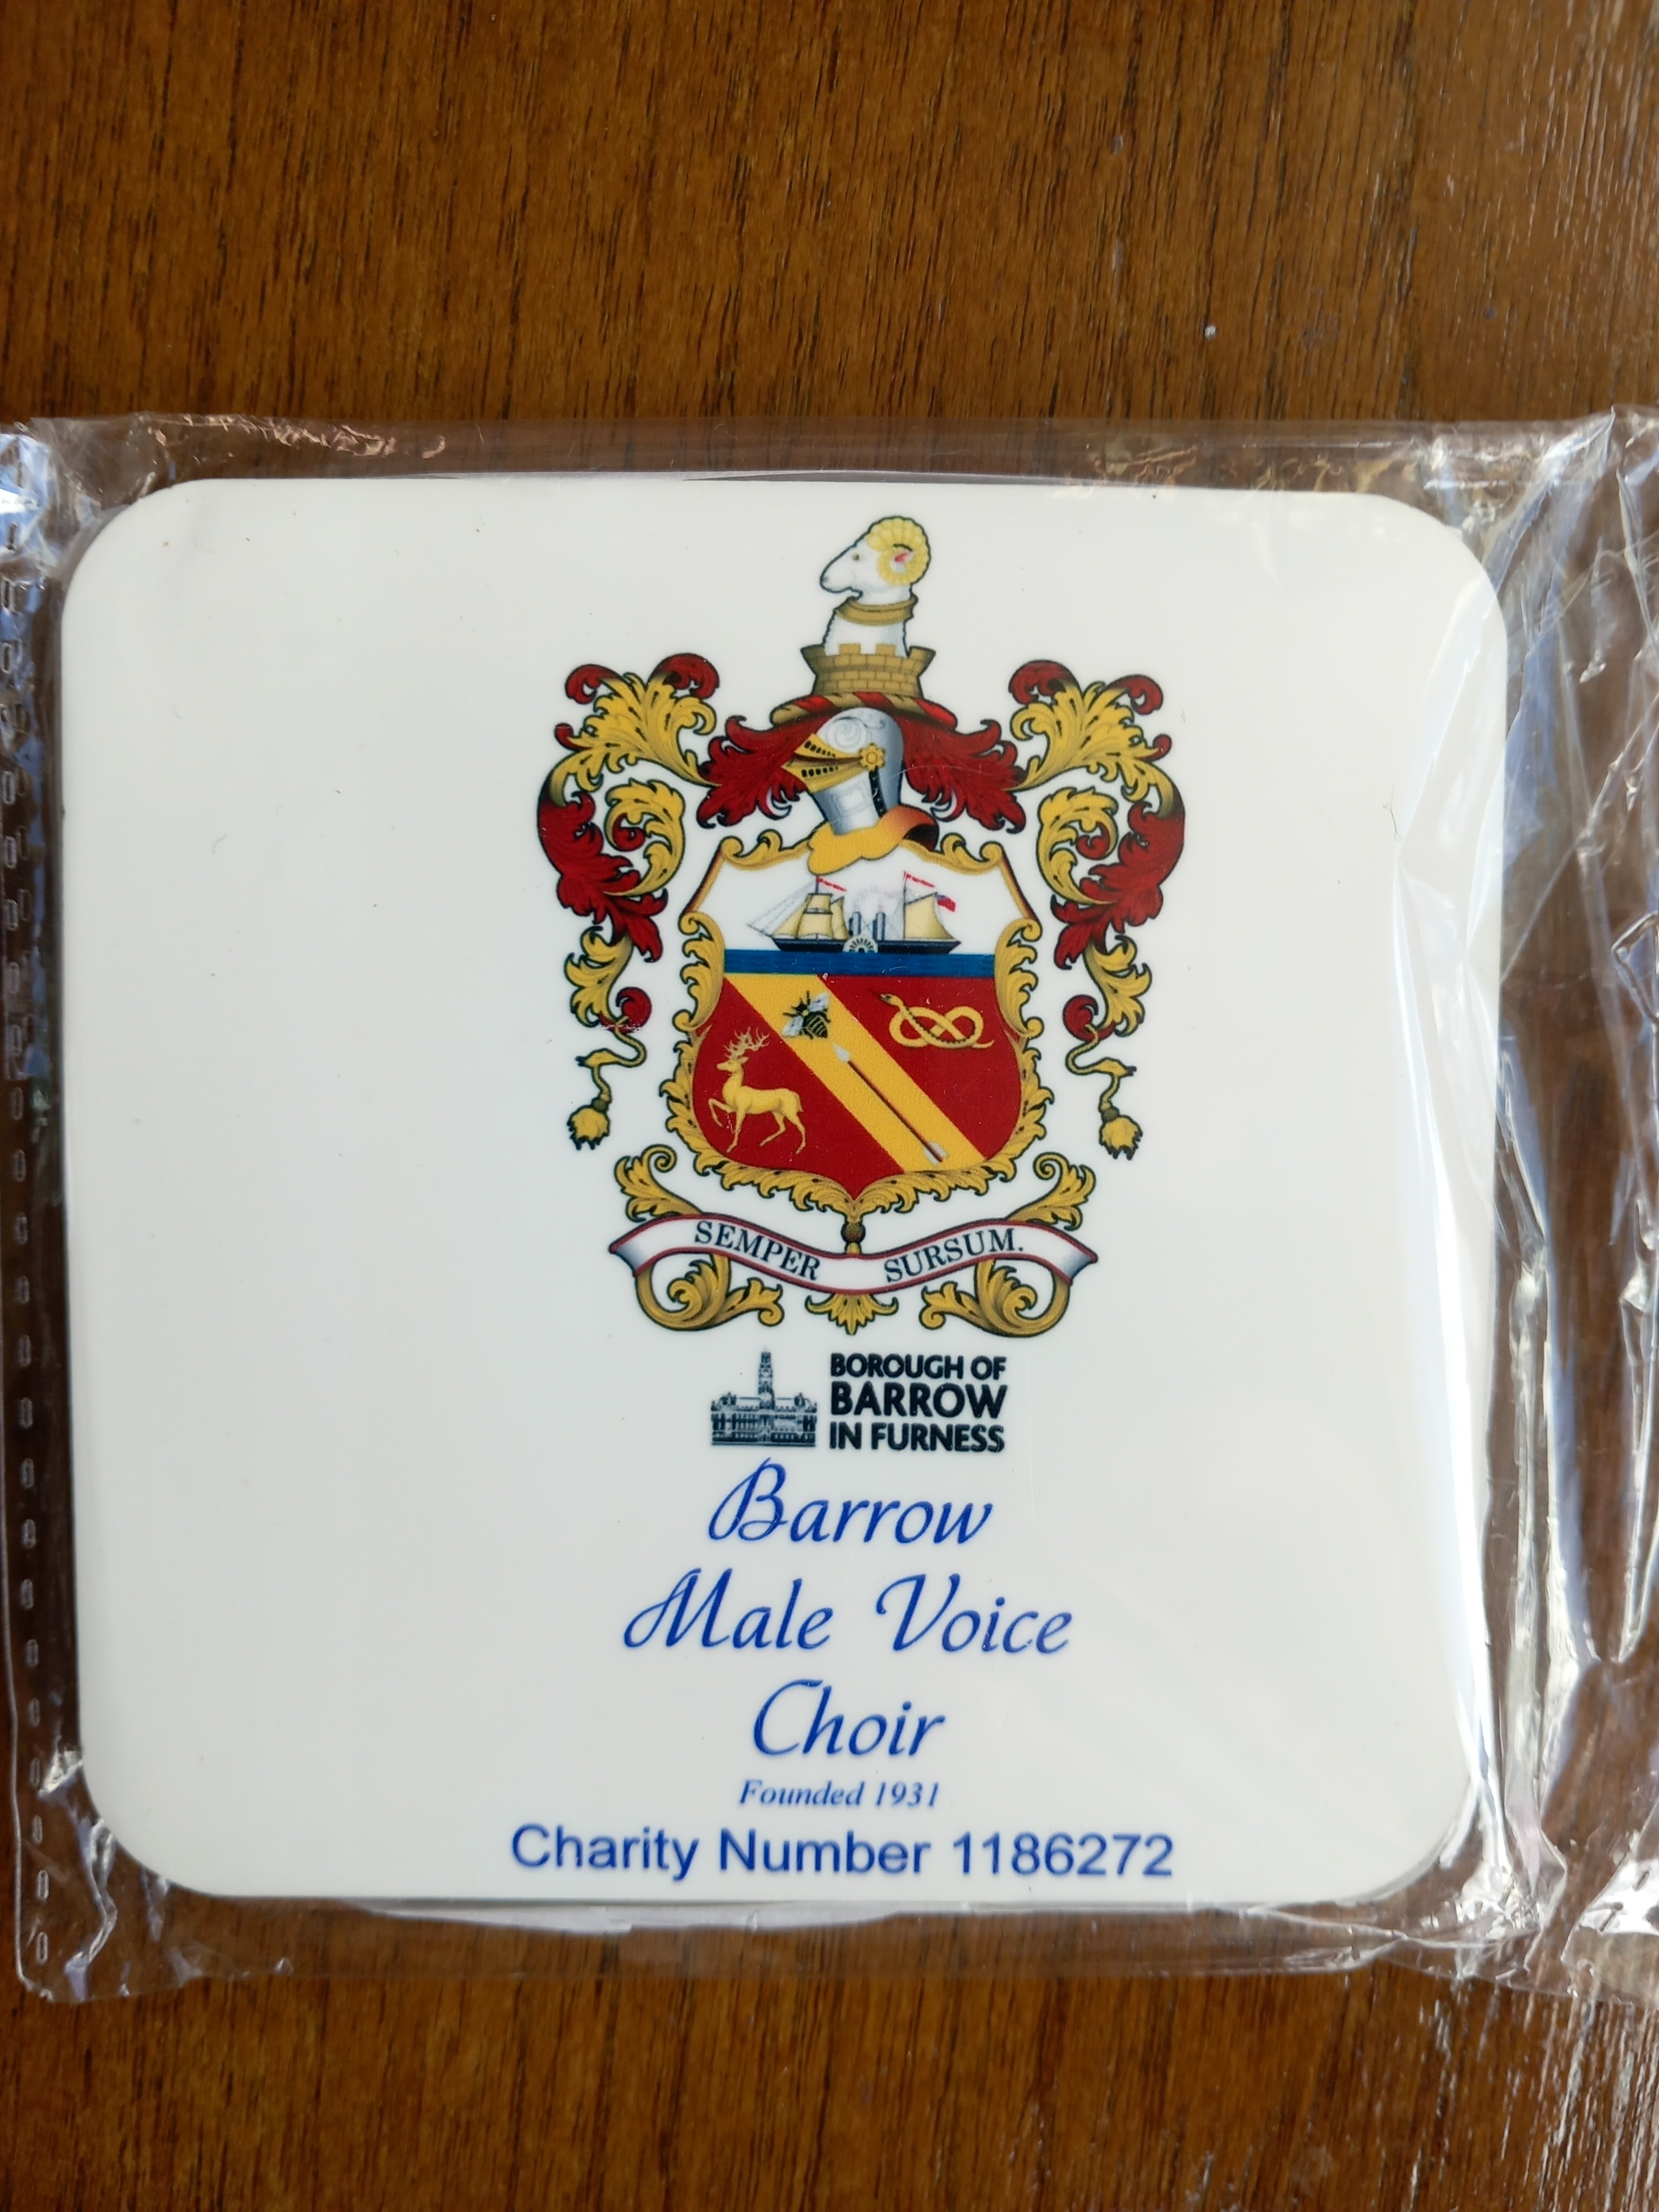 SEMPER SURSUM.
BOROUGH OF
BARROW
IN FURNESS
Barrow
Male Voice
Choir
Founded 1931
Charity Number 1186272